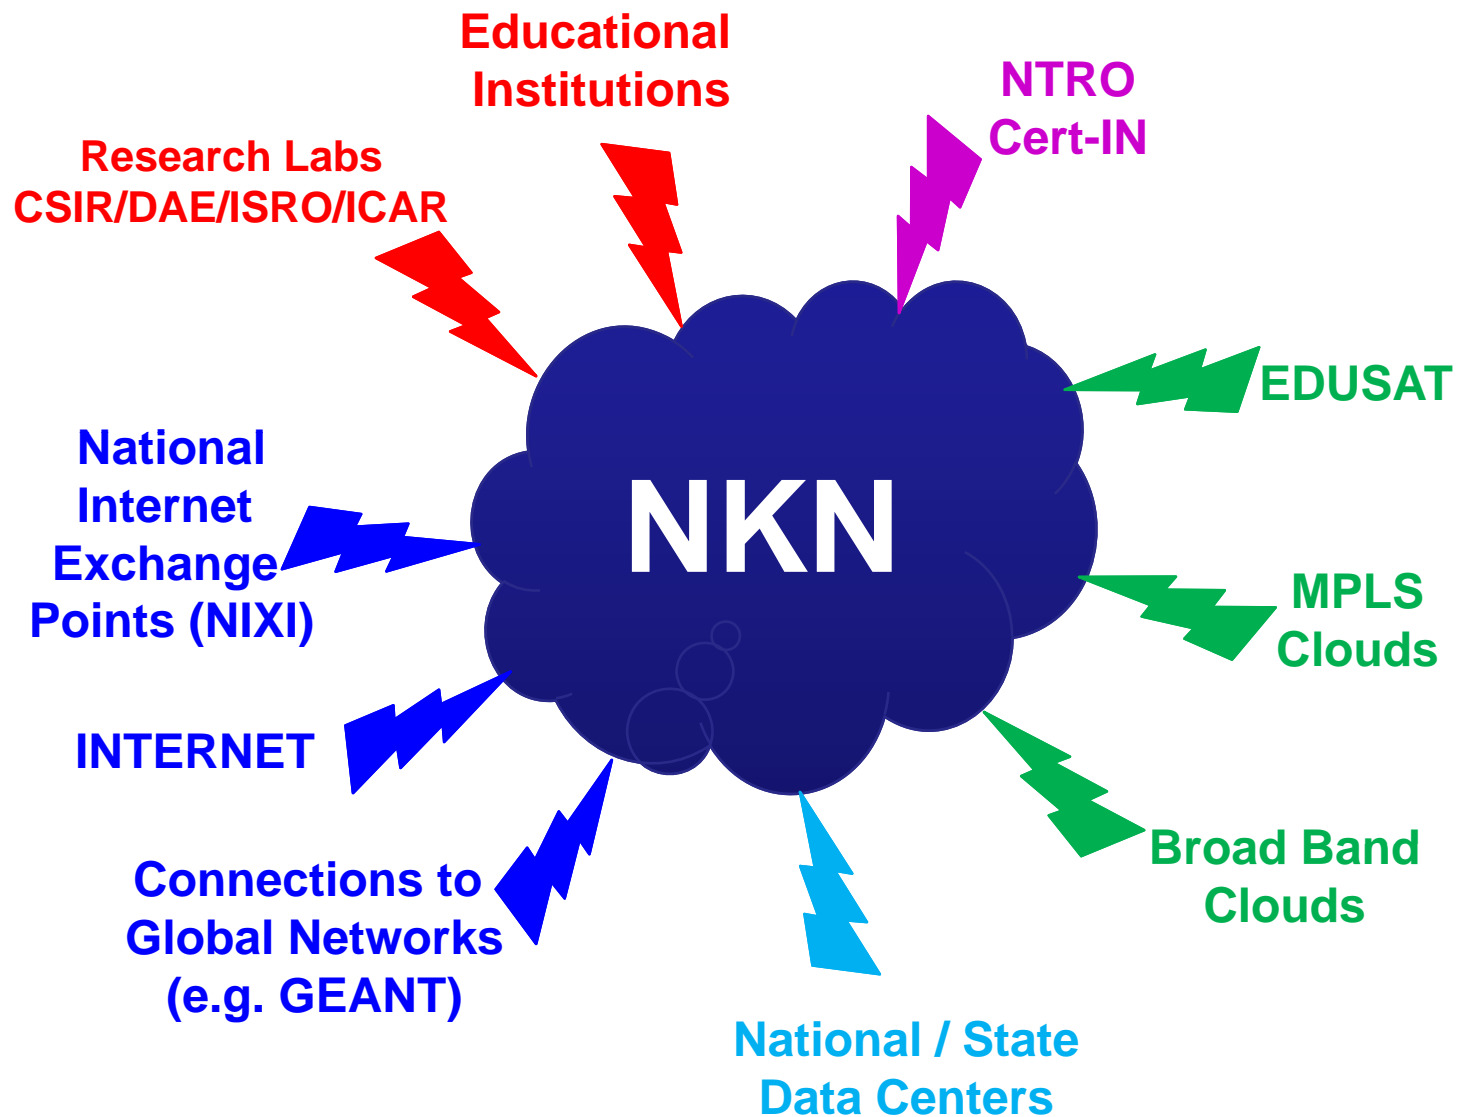 Educational
Institutions
NTRO
Cert-IN
Research Labs
CSIR/DAE/ISRO/ICAR
EDUSAT
National
Internet
Exchange
Points (NIXI)
NKN
MPLS
Clouds
INTERNET
Broad Band
Clouds
Connections to
Global Networks
(e.g. GEANT)
National / State
Data Centers